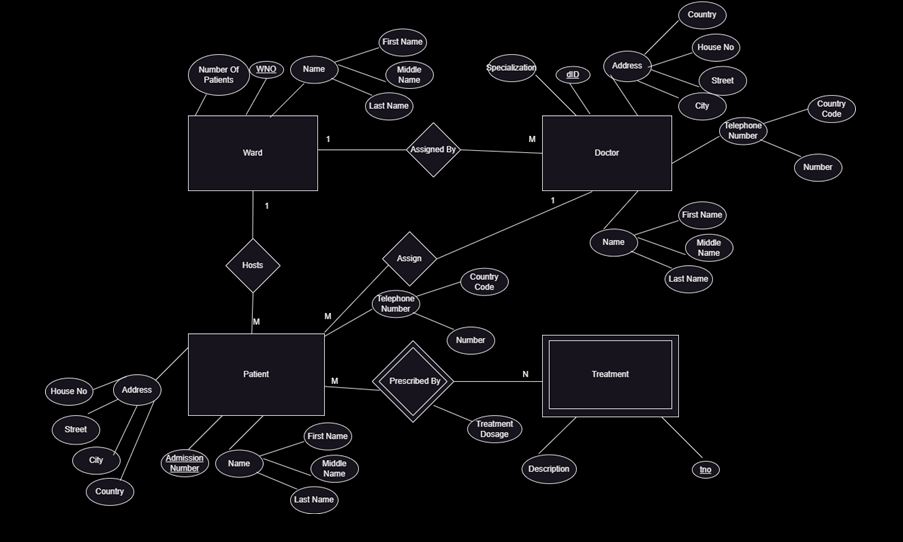 Country
First Name
House No
Number Of
Patients
WNO
Name
Middle
Name
Specialization
dID
Address
Street
Last Name
City
Country
Code
Telephone
Number
1
M
Ward
Assigned By
Doctor
Number
1
1
First Name
Name
Middle
Name
Hosts
Assign
Last Name
Country
Code
Telephone
Number
M
M
Number
Patient
M
Prescribed By
N
Treatment
House No
Address
Street
Treatment
Dosage
First Name
City
Admission
Number
Name
Middle
Name
Description
tno
Country
Last Name